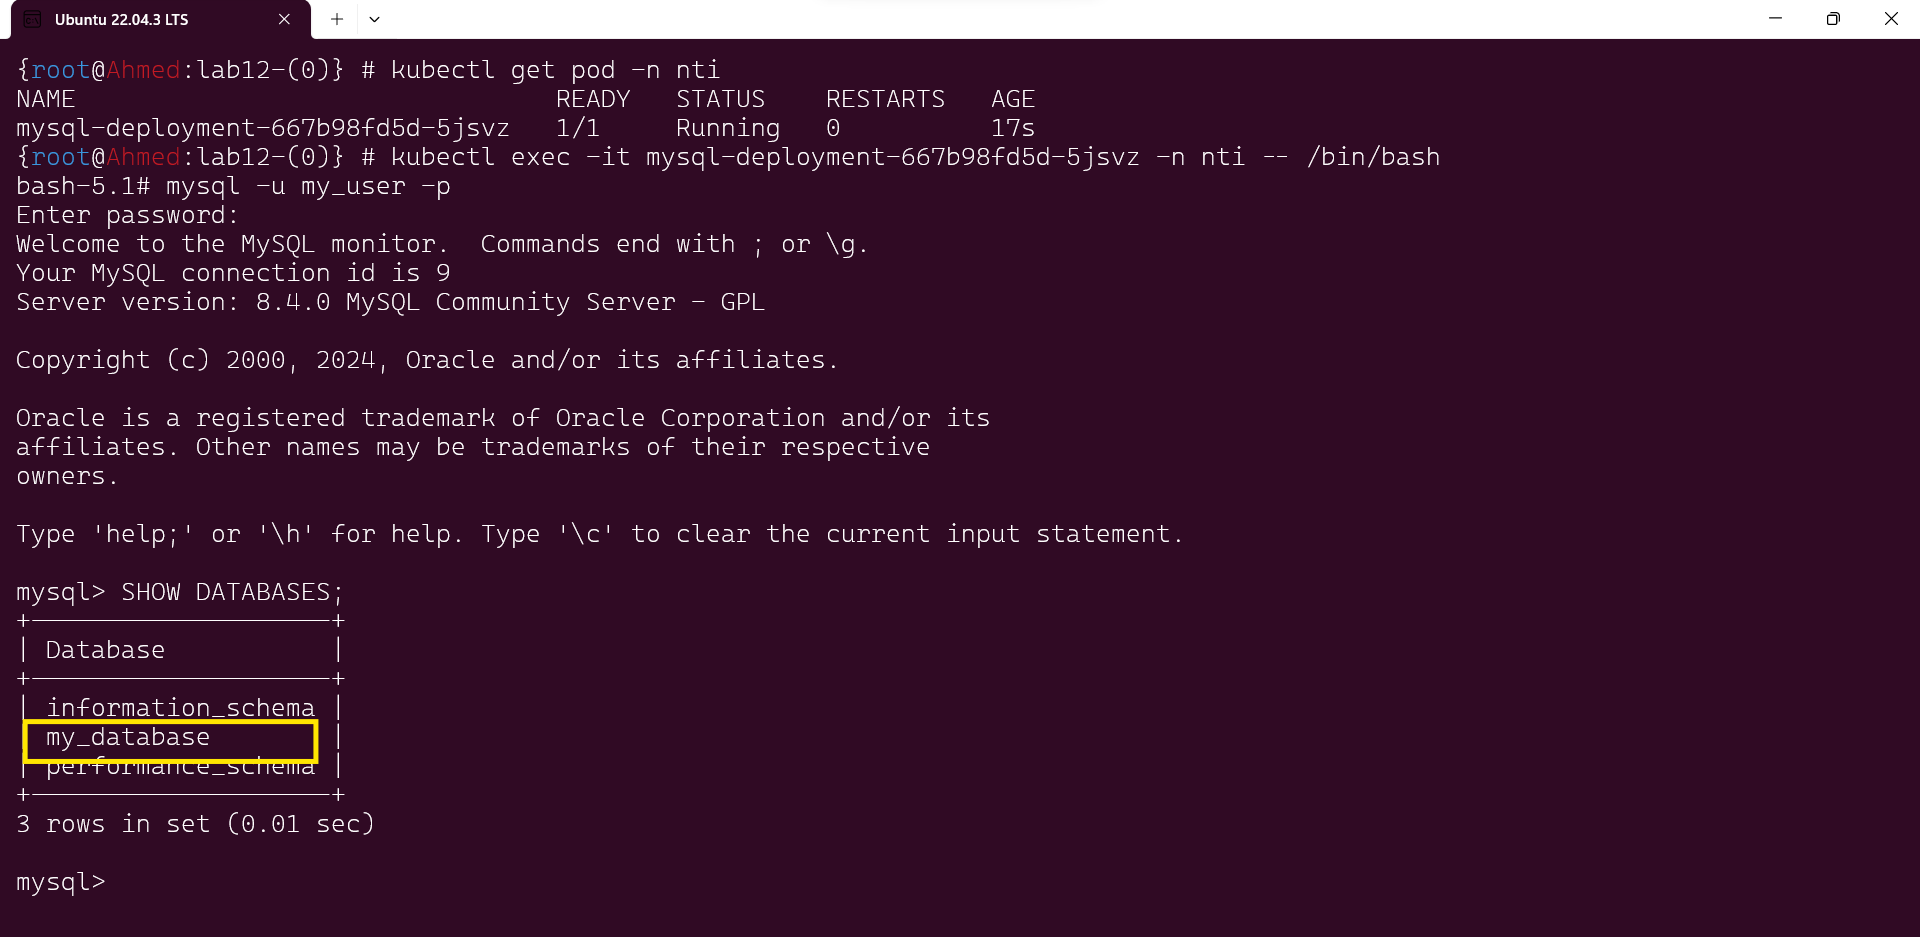 Ubuntu 22.04.3 LTS
{root@Ahmed:lab12-(0)} # kubectl get pod -n nti
NAME                                READY   STATUS    RESTARTS   AGE
mysql-deployment-667b98fd5d-5jsvz   1/1     Running   0          17s
{root@Ahmed:lab12-(0)} # kubectl exec -it mysql-deployment-667b98fd5d-5jsvz -n nti -- /bin/bash
bash-5.1# mysql -u my_user -p
Enter password:
Welcome to the MySQL monitor.  Commands end with ; or \g.
Your MySQL connection id is 9
Server version: 8.4.0 MySQL Community Server - GPL
Copyright (c) 2000, 2024, Oracle and/or its affiliates.
Oracle is a registered trademark of Oracle Corporation and/or its
affiliates. Other names may be trademarks of their respective
owners.
Type 'help;' or '\h' for help. Type '\c' to clear the current input statement.
mysql> SHOW DATABASES;
+--------------------+
| Database           |
+--------------------+
| information_schema |
| my_database        |
| performance_schema |
+--------------------+
3 rows in set (0.01 sec)
mysql>